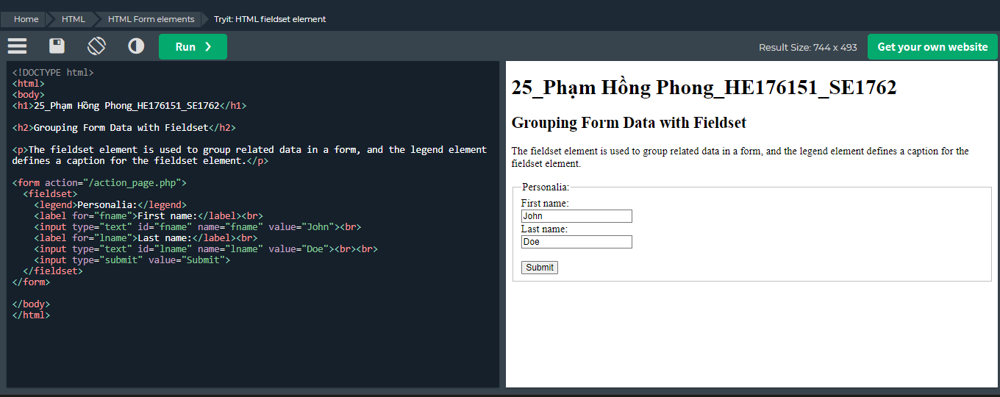 Home HTML HTML Form elements Tryit: HTML fieldset element
Run ❯ Result Size: 744 x 493 Get your own website
<!DOCTYPE html>
<html>
<body>
<h1>25_Phạm Hồng Phong_HE176151_SE1762</h1>
<h2>Grouping Form Data with Fieldset</h2>
<p>The fieldset element is used to group related data in a form, and the legend element
defines a caption for the fieldset element.</p>
<form action="/action_page.php">
<fieldset>
<legend>Personalia:</legend>
<label for="fname">First name:</label><br>
<input type="text" id="fname" name="fname" value="John"><br>
<label for="lname">Last name:</label><br>
<input type="text" id="lname" name="lname" value="Doe"><br><br>
<input type="submit" value="Submit">
</fieldset>
</form>
</body>
</html>
25_Phạm Hồng Phong_HE176151_SE1762
Grouping Form Data with Fieldset
The fieldset element is used to group related data in a form, and the legend element defines a caption for the
fieldset element.
Personalia:
First name:
John
Last name:
Doe
Submit